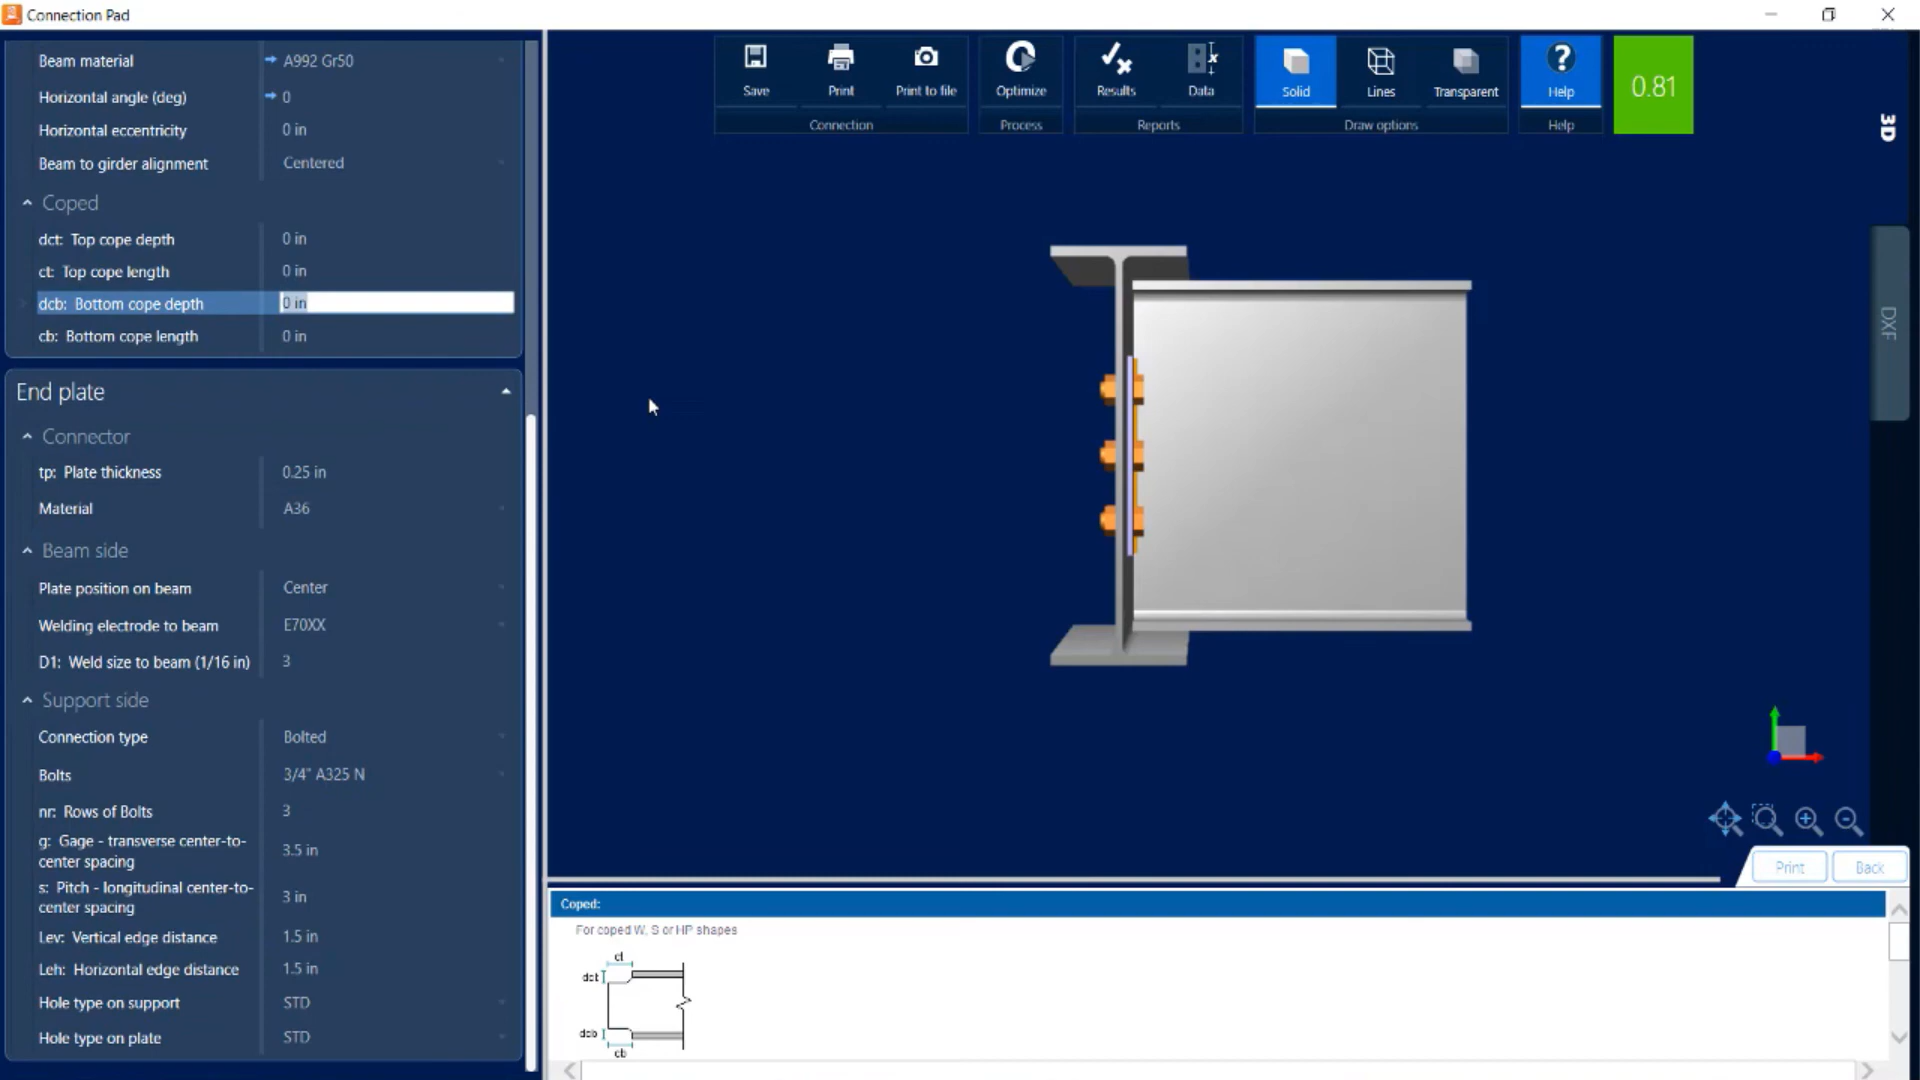 Connection Pad
Beam material A992 Gr50
Horizontal angle (deg) 0
Horizontal eccentricity 0 in
Beam to girder alignment Centered
Coped
dct: Top cope depth 0 in
ct: Top cope length 0 in
dcb: Bottom cope depth 0 in
cb: Bottom cope length 0 in
End plate
Connector
tp: Plate thickness 0.25 in
Material A36
Beam side
Plate position on beam Center
Welding electrode to beam E70XX
D1: Weld size to beam (1/16 in) 3
Support side
Connection type Bolted
Bolts 3/4" A325 N
nr: Rows of Bolts 3
g: Gage - transverse center-to-
center spacing 3.5 in
s: Pitch - longitudinal center-to-
center spacing 3 in
Lev: Vertical edge distance 1.5 in
Leh: Horizontal edge distance 1.5 in
Hole type on support STD
Hole type on plate STD
Save Print Print to file Optimize Results Data Solid Lines Transparent Help 0.81
Connection Process Reports Draw options Help
3D
DXF
Print Back
Coped:
For coped W, S or HP shapes
ct
dct
dcb
cb